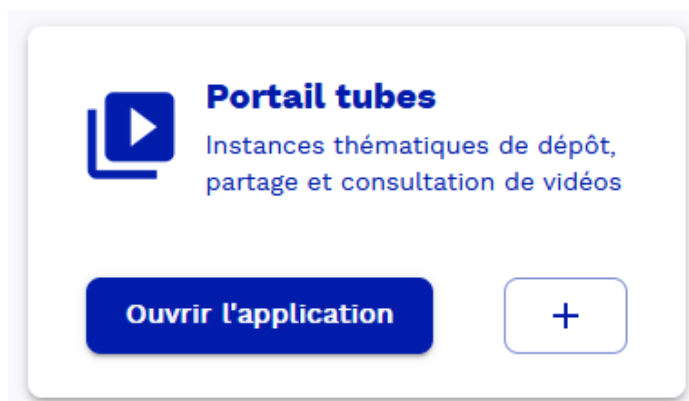 Portail tubes
Instances thématiques de dépôt,
partage et consultation de vidéos
Ouvrir l'application
+